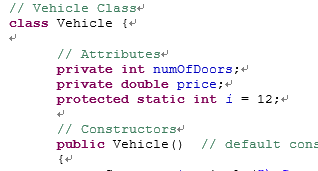 // Vehicle Class
class Vehicle {
// Attributes
private int numOfDoors;
private double price;
protected static int i = 12;
// Constructors
public Vehicle()  // default cons
{